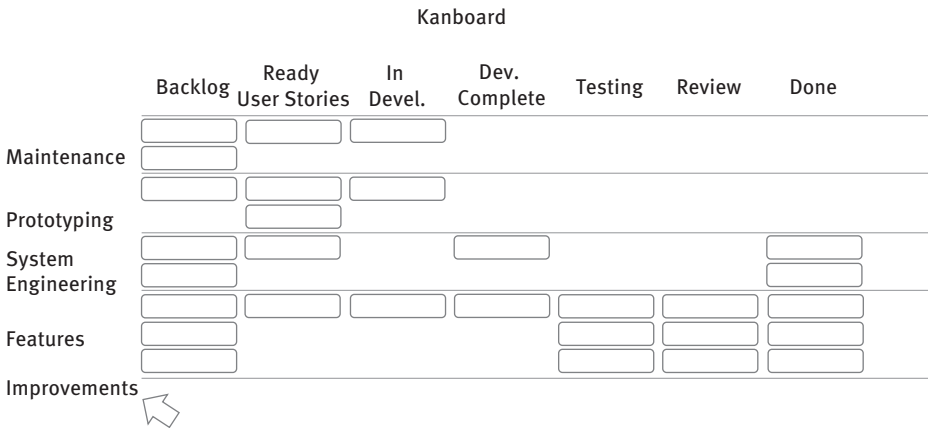 Kanboard
Backlog
Ready
User Stories
In
Devel.
Dev.
Complete
Testing
Review
Done
Maintenance
Prototyping
System
Engineering
Features
Improvements